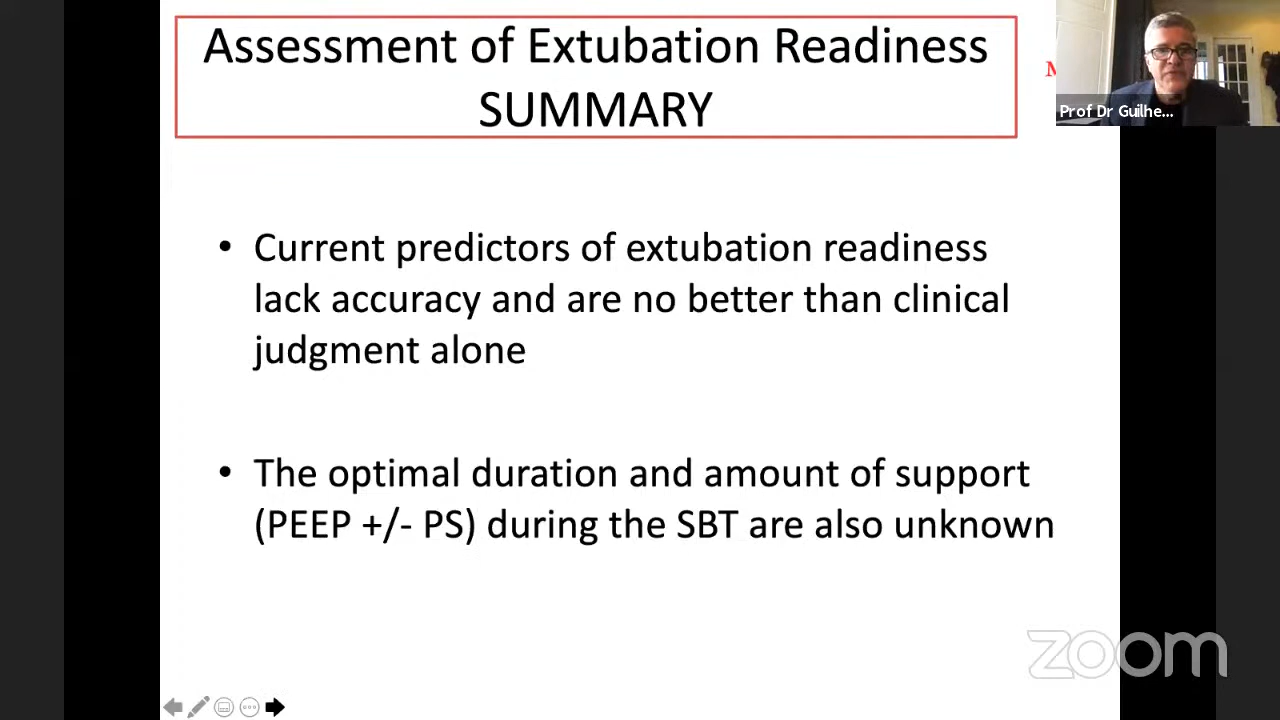 Assessment of Extubation Readiness
SUMMARY
M
Prof Dr Guilhe...
• Current predictors of extubation readiness
lack accuracy and are no better than clinical
judgment alone
• The optimal duration and amount of support
(PEEP +/- PS) during the SBT are also unknown
zoom